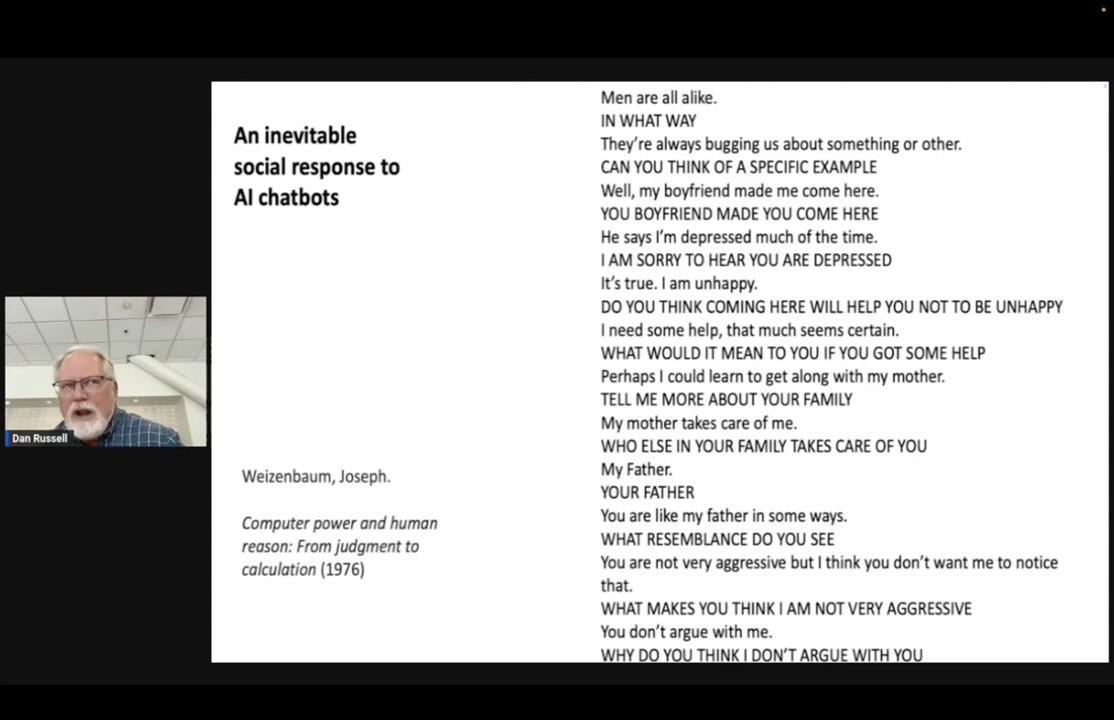 An inevitable
social response to
AI chatbots
Weizenbaum, Joseph.
Computer power and human
reason: From judgment to
calculation (1976)
Men are all alike.
IN WHAT WAY
They're always bugging us about something or other.
CAN YOU THINK OF A SPECIFIC EXAMPLE
Well, my boyfriend made me come here.
YOU BOYFRIEND MADE YOU COME HERE
He says I'm depressed much of the time.
I AM SORRY TO HEAR YOU ARE DEPRESSED
It's true. I am unhappy.
DO YOU THINK COMING HERE WILL HELP YOU NOT TO BE UNHAPPY
I need some help, that much seems certain.
WHAT WOULD IT MEAN TO YOU IF YOU GOT SOME HELP
Perhaps I could learn to get along with my mother.
TELL ME MORE ABOUT YOUR FAMILY
My mother takes care of me.
WHO ELSE IN YOUR FAMILY TAKES CARE OF YOU
My Father.
YOUR FATHER
You are like my father in some ways.
WHAT RESEMBLANCE DO YOU SEE
You are not very aggressive but I think you don't want me to notice
that.
WHAT MAKES YOU THINK I AM NOT VERY AGGRESSIVE
You don't argue with me.
WHY DO YOU THINK I DON'T ARGUE WITH YOU
Dan Russell